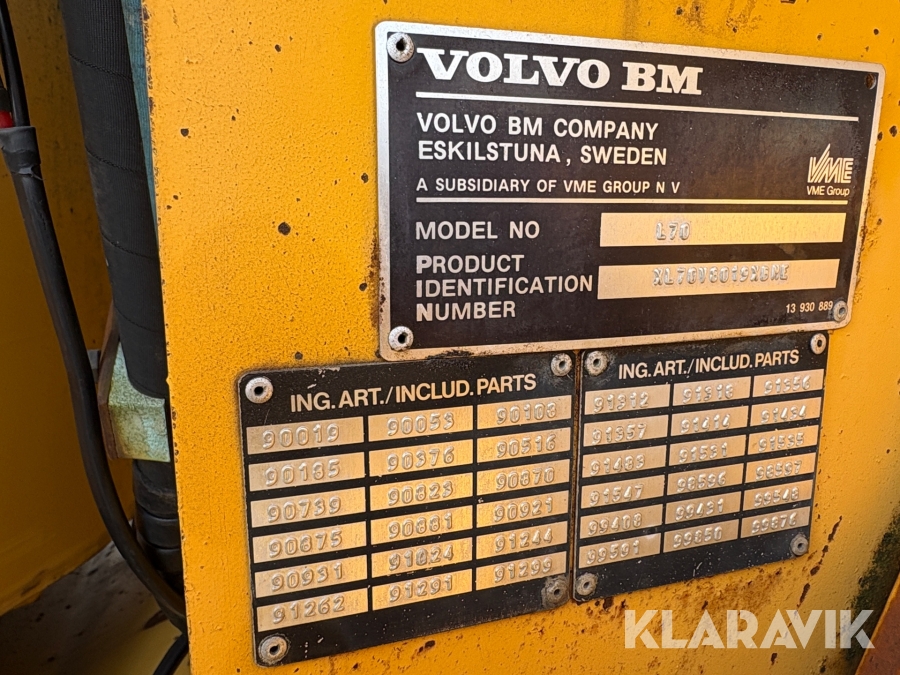 VOLVO BM
VOLVO BM COMPANY
ESKILSTUNA, SWEDEN
A SUBSIDIARY OF VME GROUP N V
VME
VME Group
MODEL NO L70
PRODUCT
IDENTIFICATION
NUMBER
13 930 889
ING.ART./INCLUD.PARTS
90019 90053 90108
90185 90376 90516
90739 90823 90870
90875 90881 90921
90931 91024 91244
91262 91291 91299
ING.ART./INCLUD.PARTS
91312 91318 91356
91357 91414 91434
91483 91531 91535
91547 98596 98597
99408 99431 99548
99591 99850 99876
KLARAVIK